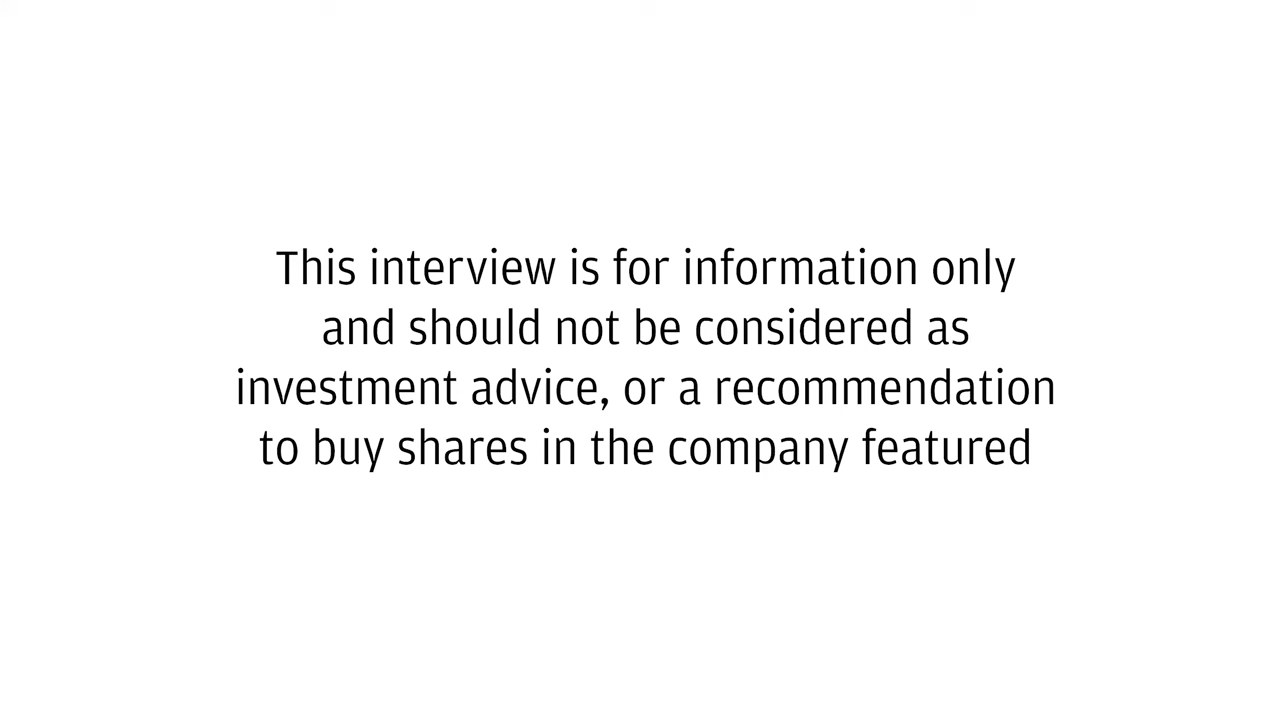 This interview is for information only
and should not be considered as
investment advice, or a recommendation
to buy shares in the company featured